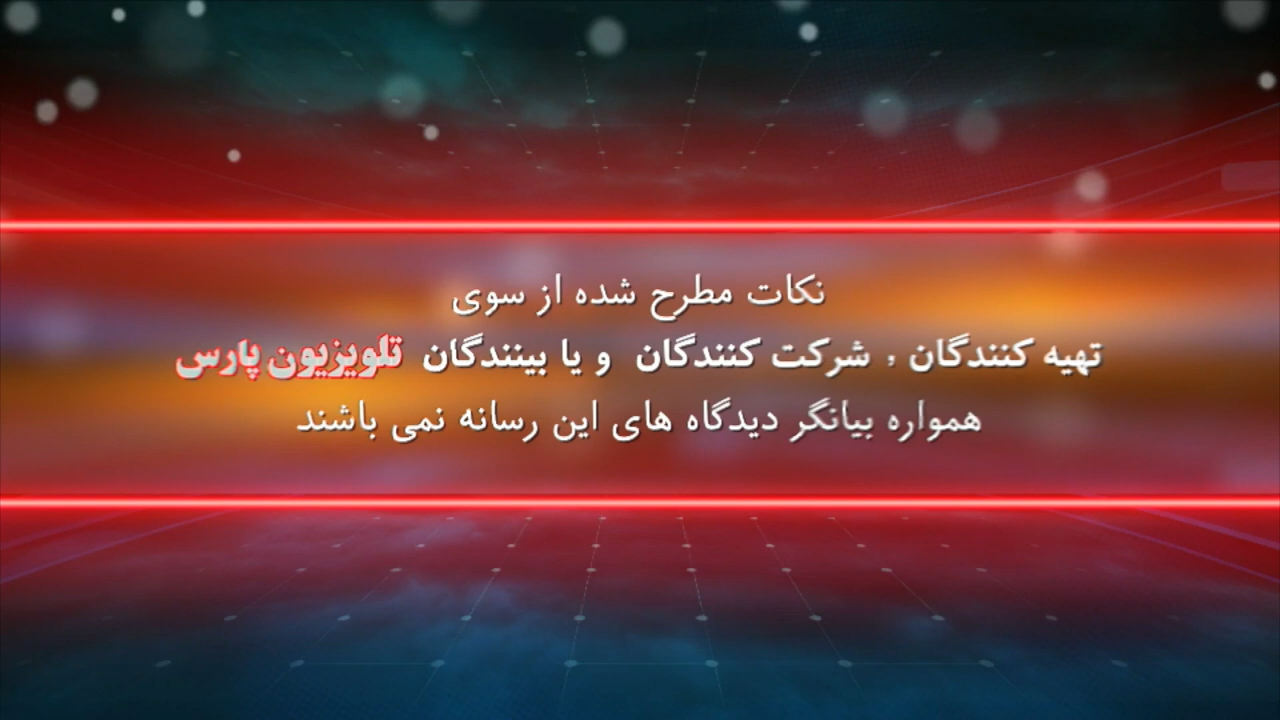 نکات مطرح شده از سوی
تهیه کنندگان ، شرکت کنندگان و یا بینندگان تلویزیون پارس
همواره بیانگر دیدگاه های این رسانه نمی باشند